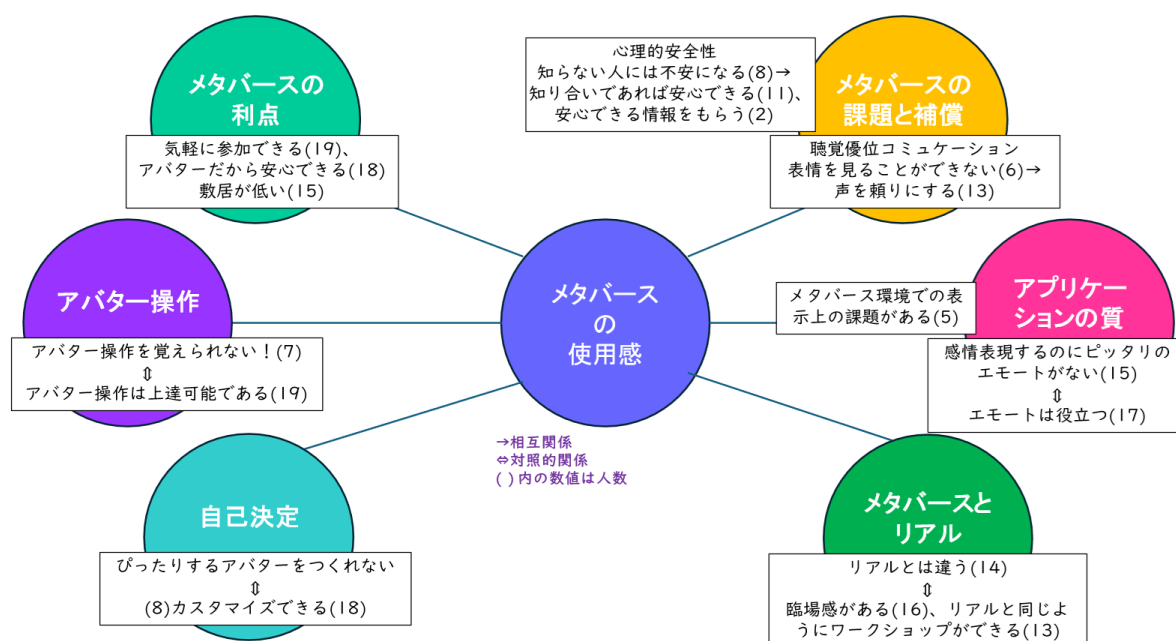 メタバースの
利点
気軽に参加できる(19)、
アバターだから安心できる(18)
敷居が低い(15)
心理的安全性
知らない人には不安になる(8)→
知り合いであれば安心できる(11)、
安心できる情報をもらう(2)
メタバースの
課題と補償
聴覚優位コミュケーション
表情を見ることができない(6)→
声を頼りにする(13)
アバター操作
アバター操作を覚えられない！(7)
⇕
アバター操作は上達可能である(19)
メタバース
の
使用感
メタバース環境での表
示上の課題がある(5)
アプリケー
ションの質
感情表現するのにピッタリの
エモートがない(15)
⇕
エモートは役立つ(17)
→相互関係
⇔対照的関係
( )内の数値は人数
自己決定
ぴったりするアバターをつくれない
⇕
(8)カスタマイズできる(18)
メタバースと
リアル
リアルとは違う(14)
⇕
臨場感がある(16)、リアルと同じよ
うにワークショップができる(13)